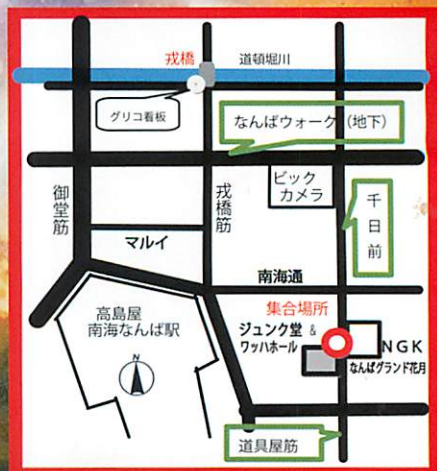 戎橋
道頓堀川
グリコ看板
なんばウォーク（地下）
御堂筋
戎橋筋
ビック
カメラ
千日前
マルイ
南海通
高島屋
南海なんば駅
N
集合場所
ジュンク堂 &
ワッハホール
NGK
なんばグランド花月
道具屋筋